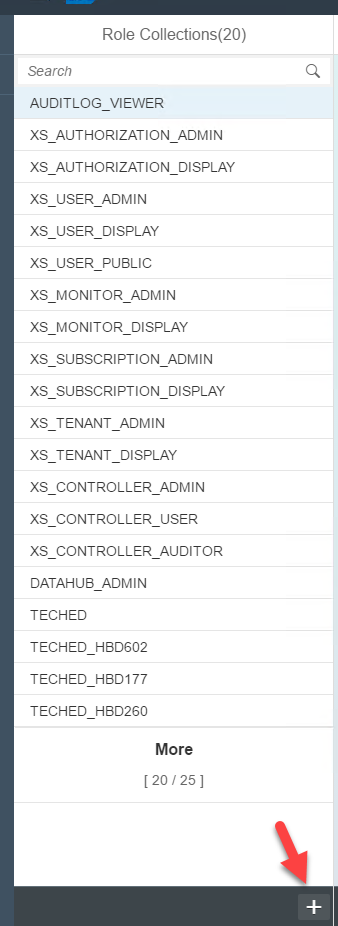 Role Collections(20)
Search
AUDITLOG_VIEWER
XS_AUTHORIZATION_ADMIN
XS_AUTHORIZATION_DISPLAY
XS_USER_ADMIN
XS_USER_DISPLAY
XS_USER_PUBLIC
XS_MONITOR_ADMIN
XS_MONITOR_DISPLAY
XS_SUBSCRIPTION_ADMIN
XS_SUBSCRIPTION_DISPLAY
XS_TENANT_ADMIN
XS_TENANT_DISPLAY
XS_CONTROLLER_ADMIN
XS_CONTROLLER_USER
XS_CONTROLLER_AUDITOR
DATAHUB_ADMIN
TECHED
TECHED_HBD602
TECHED_HBD177
TECHED_HBD260
More
[ 20 / 25 ]
+